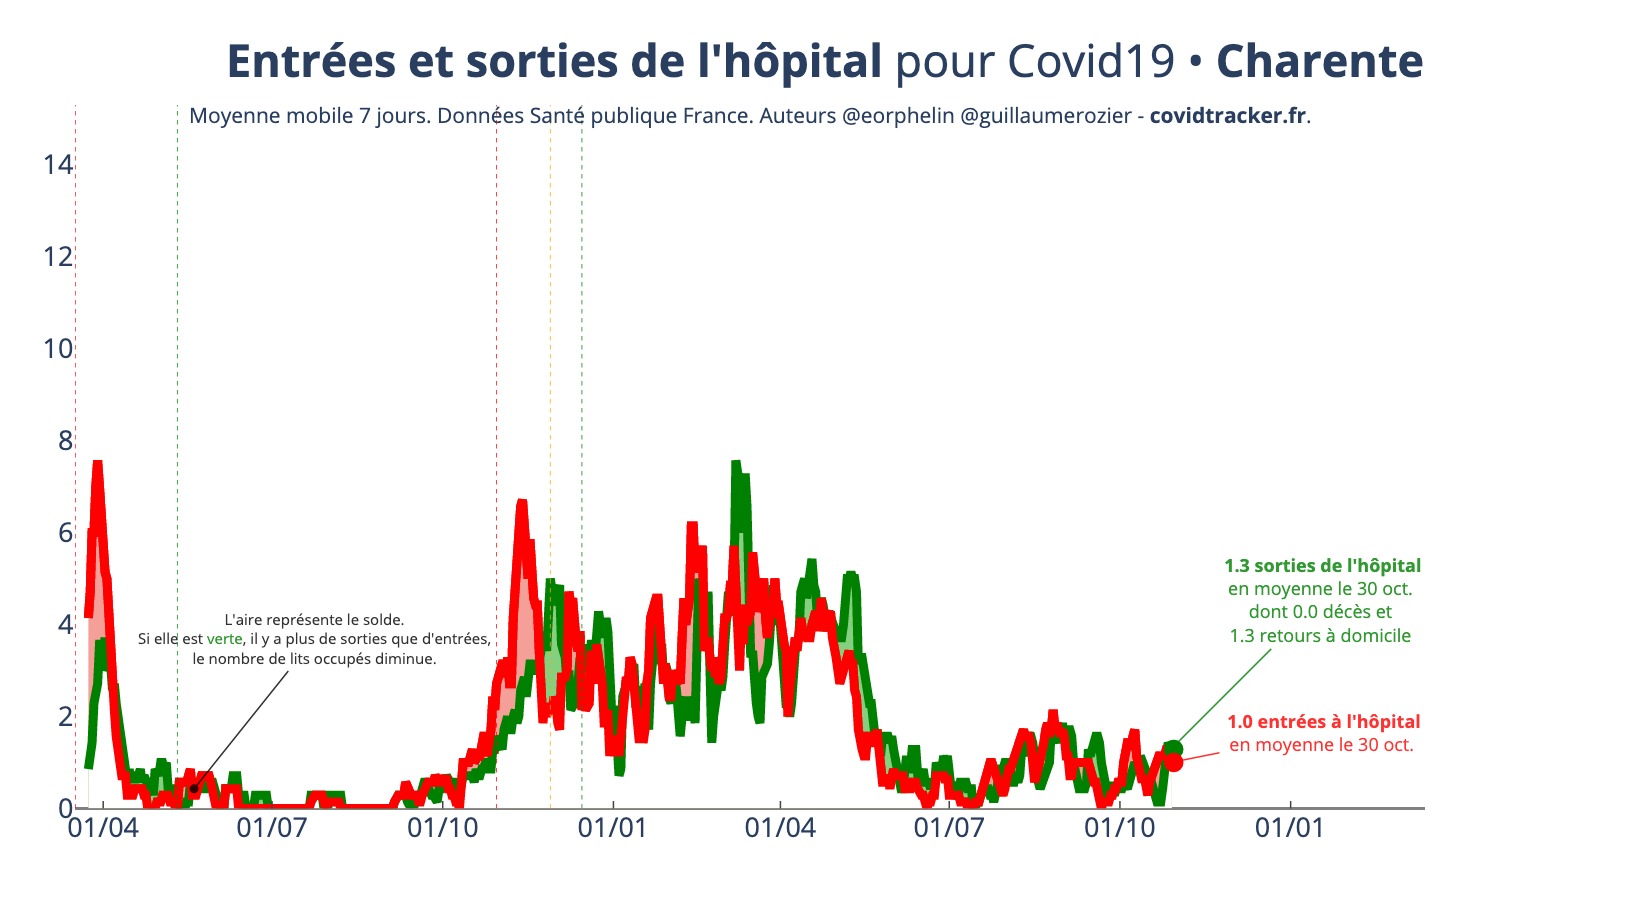 Entrées et sorties de l'hôpital pour Covid19 • Charente
Moyenne mobile 7 jours. Données Santé publique France. Auteurs @eorphelin @guillaumerozier - covidtracker.fr.
14
12
10
8
6
4
2
0
L'aire représente le solde.
Si elle est verte, il y a plus de sorties que d'entrées,
le nombre de lits occupés diminue.
1.3 sorties de l'hôpital
en moyenne le 30 oct.
dont 0.0 décès et
1.3 retours à domicile
1.0 entrées à l'hôpital
en moyenne le 30 oct.
01/04 01/07 01/10 01/01 01/04 01/07 01/10 01/01